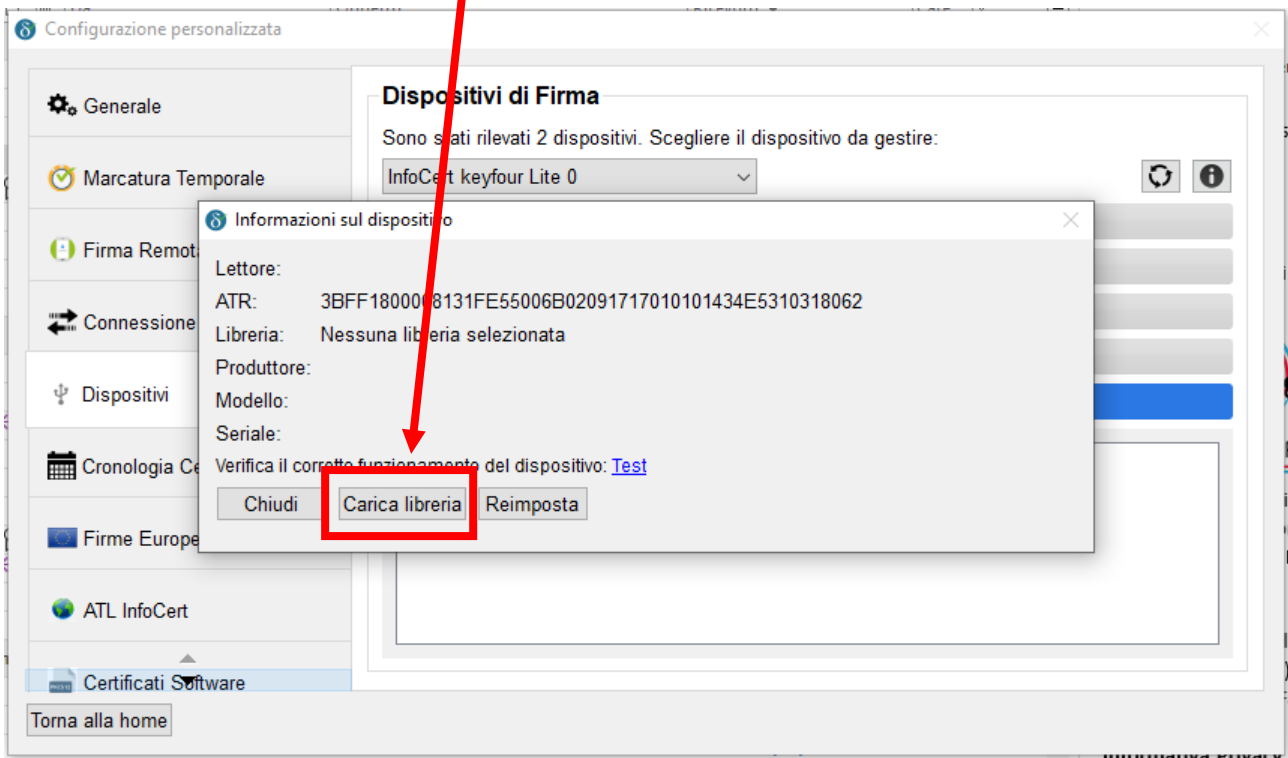 Configurazione personalizzata
Generale
Marcatura Temporale
Firma Remota
Connessione
Dispositivi
Cronologia
Firme Europe
ATL InfoCert
Certificati Software
Torna alla home
Dispositivi di Firma
Sono stati rilevati 2 dispositivi. Scegliere il dispositivo da gestire:
InfoCert keyfour Lite 0
Informazioni sul dispositivo
Lettore:
ATR: 3BFF1800008131FE55006B02091717010101434E5310318062
Libreria: Nessuna libreria selezionata
Produttore:
Modello:
Seriale:
Verifica il corretto funzionamento del dispositivo: Test
Chiudi Carica libreria Reimposta
Informativa Privacy